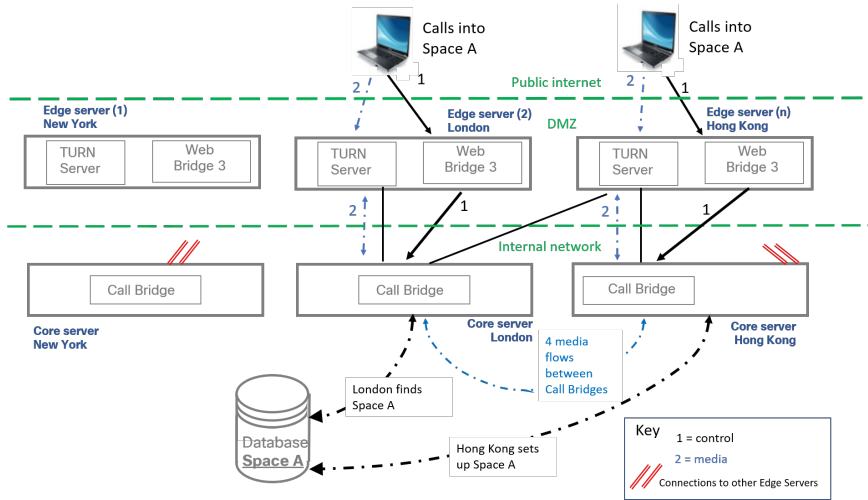 Calls into
Space A
Calls into
Space A
2
1
2
1
Public internet
Edge server (1)
New York
Edge server (2)
London
DMZ
Edge server (n)
Hong Kong
TURN
Server
Web
Bridge 3
TURN
Server
Web
Bridge 3
TURN
Server
Web
Bridge 3
2
1
2
1
Internal network
Call Bridge
Call Bridge
Call Bridge
Core server
New York
Core server
London
4 media
flows
between
Call Bridges
Core server
Hong Kong
London finds
Space A
Database
Space A
Hong Kong sets
up Space A
Key
1 = control
2 = media
Connections to other Edge Servers